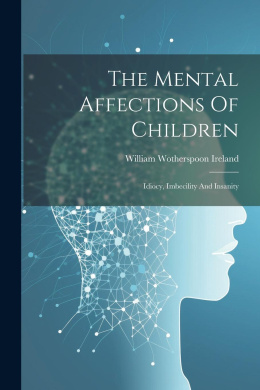 The Mental
Affections Of
Children
William Wotherspoon Ireland
Idiocy, Imbecility And Insanity